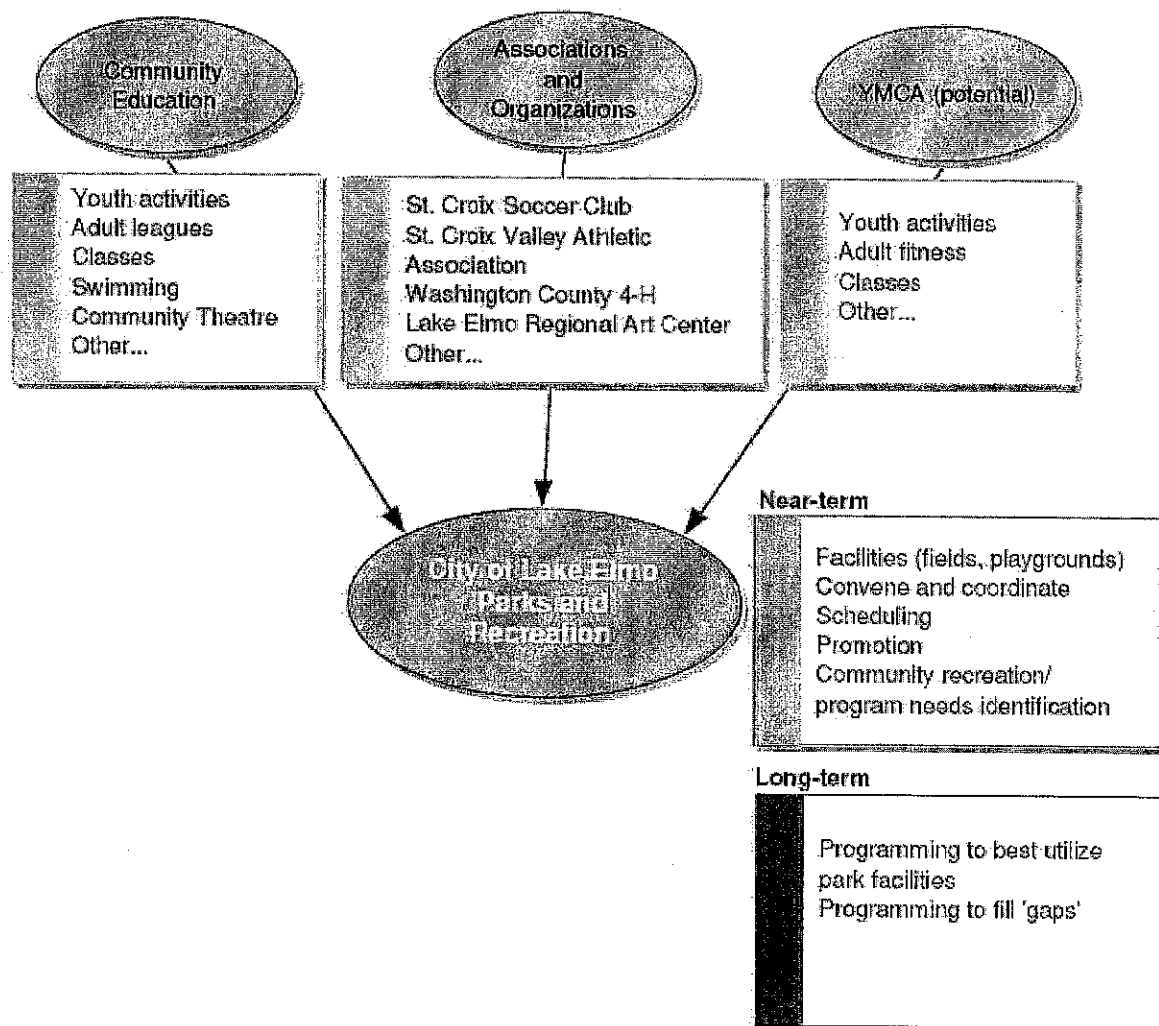 Community
Education
Associations
and
Organizations
YMCA (potential)
Youth activities
Adult leagues
Classes
Swimming
Community Theatre
Other...
St. Croix Soccer Club
St. Croix Valley Athletic
Association
Washington County 4-H
Lake Elmo Regional Art Center
Other...
Youth activities
Adult fitness
Classes
Other...
City of Lake Elmo
Parks and
Recreation
Near-term
Facilities (fields, playgrounds)
Convene and coordinate
Scheduling
Promotion
Community recreation/
program needs identification
Long-term
Programming to best utilize
park facilities
Programming to fill 'gaps'